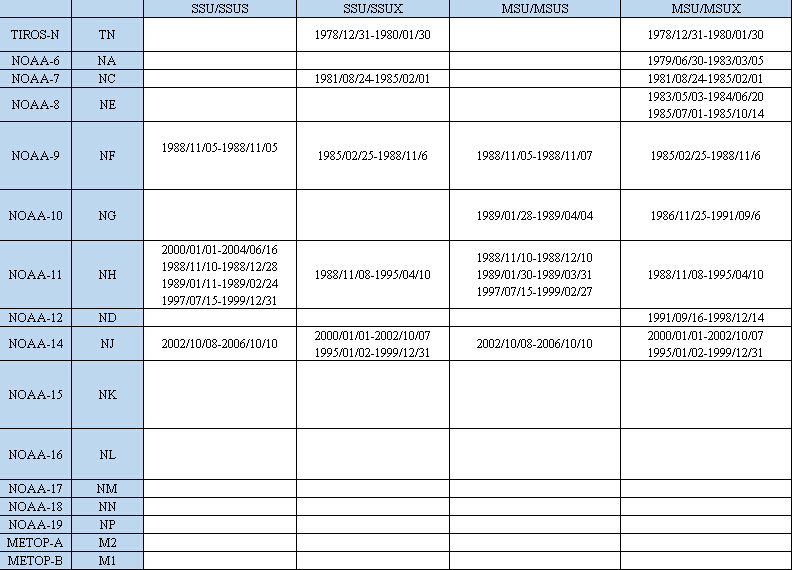 SSU/SSUS SSU/SSUX MSU/MSUS MSU/MSUX
TIROS-N TN 1978/12/31-1980/01/30 1978/12/31-1980/01/30
NOAA-6 NA 1979/06/30-1983/03/05
NOAA-7 NC 1981/08/24-1985/02/01 1981/08/24-1985/02/01
NOAA-8 NE 1983/05/03-1984/06/20
1985/07/01-1985/10/14
NOAA-9 NF 1988/11/05-1988/11/05 1985/02/25-1988/11/6 1988/11/05-1988/11/07 1985/02/25-1988/11/6
NOAA-10 NG 1989/01/28-1989/04/04 1986/11/25-1991/09/6
NOAA-11 NH 2000/01/01-2004/06/16
1988/11/10-1988/12/28
1989/01/11-1989/02/24
1997/07/15-1999/12/31
1988/11/08-1995/04/10
1988/11/10-1988/12/10
1989/01/30-1989/03/31
1997/07/15-1999/02/27
1988/11/08-1995/04/10
NOAA-12 ND 1991/09/16-1998/12/14
NOAA-14 NJ 2002/10/08-2006/10/10 2000/01/01-2002/10/07
1995/01/02-1999/12/31
2002/10/08-2006/10/10
2000/01/01-2002/10/07
1995/01/02-1999/12/31
NOAA-15 NK
NOAA-16 NL
NOAA-17 NM
NOAA-18 NN
NOAA-19 NP
METOP-A M2
METOP-B M1